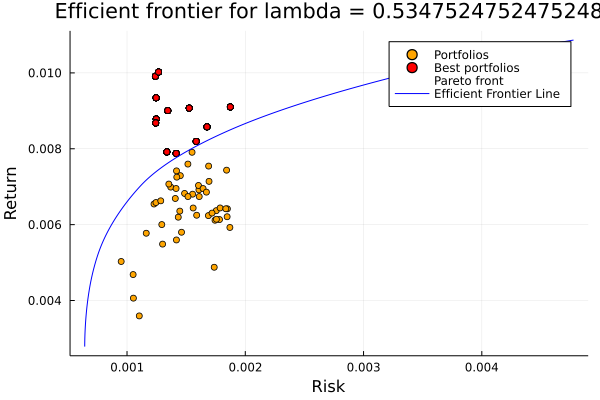 Efficient frontier for lambda = 0.5347524752475248
Portfolios
Best portfolios
Pareto front
Efficient Frontier Line
Return
0.010
0.008
0.006
0.004
0.001
0.002
0.003
0.004
Risk